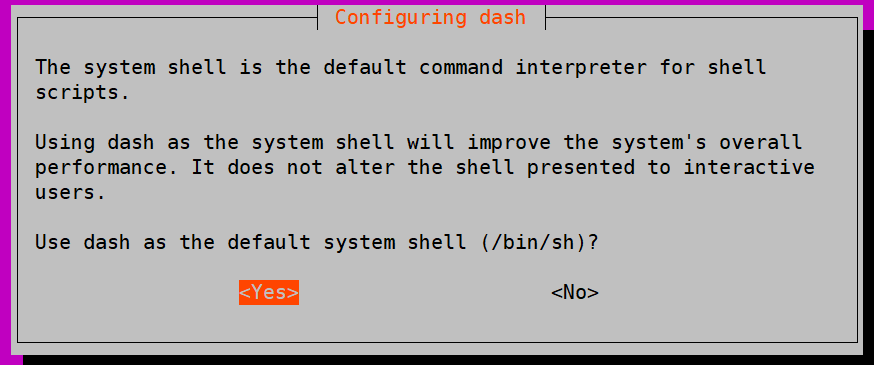 Configuring dash
The system shell is the default command interpreter for shell
scripts.
Using dash as the system shell will improve the system's overall
performance. It does not alter the shell presented to interactive
users.
Use dash as the default system shell (/bin/sh)?
<Yes> <No>